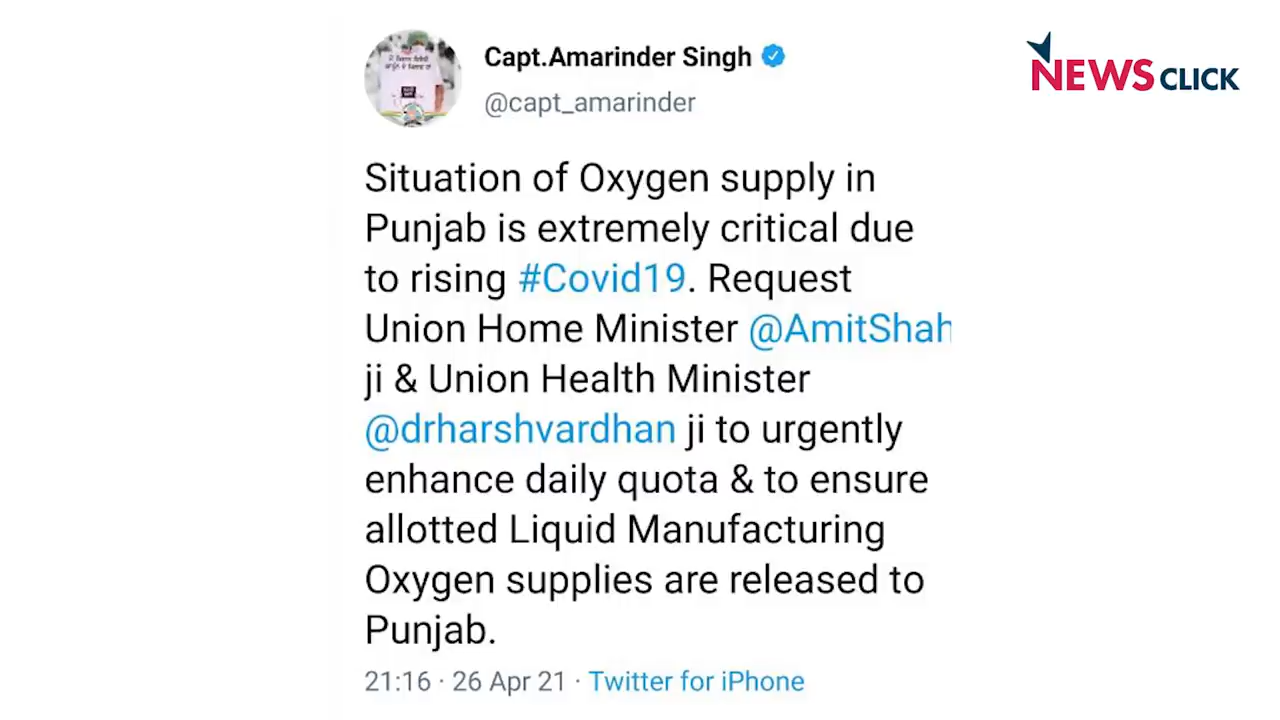 Capt.Amarinder Singh
@capt_amarinder
NEWSCLICK
Situation of Oxygen supply in
Punjab is extremely critical due
to rising #Covid19. Request
Union Home Minister @AmitShah
ji & Union Health Minister
@drharshvardhan ji to urgently
enhance daily quota & to ensure
allotted Liquid Manufacturing
Oxygen supplies are released to
Punjab.
21:16 · 26 Apr 21 · Twitter for iPhone